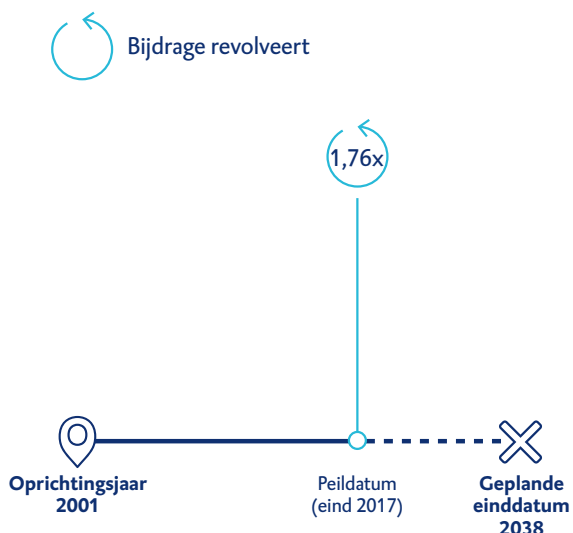 Bijdrage revolveert
1,76x
Oprichtingsjaar
2001
Peildatum
(eind 2017)
Geplande
einddatum
2038